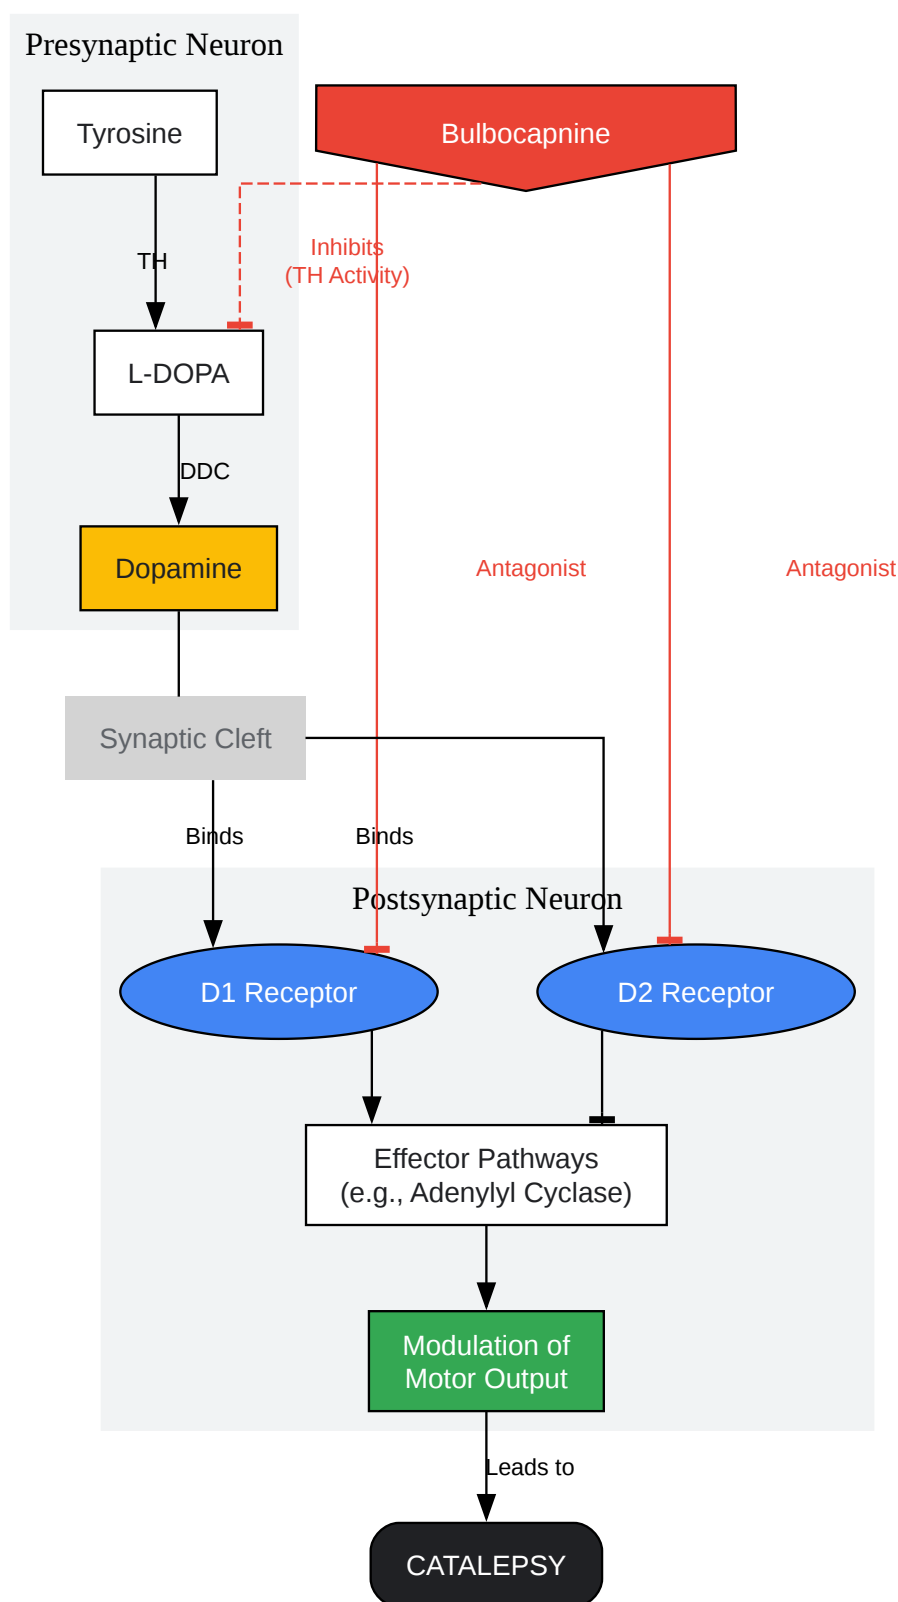 Presynaptic Neuron
Tyrosine
Bulbocapnine
TH
Inhibits
(TH Activity)
L-DOPA
DDC
Dopamine
Antagonist
Antagonist
Synaptic Cleft
Binds
Binds
Postsynaptic Neuron
D1 Receptor
D2 Receptor
Effector Pathways
(e.g., Adenylyl Cyclase)
Modulation of
Motor Output
Leads to
CATALEPSY